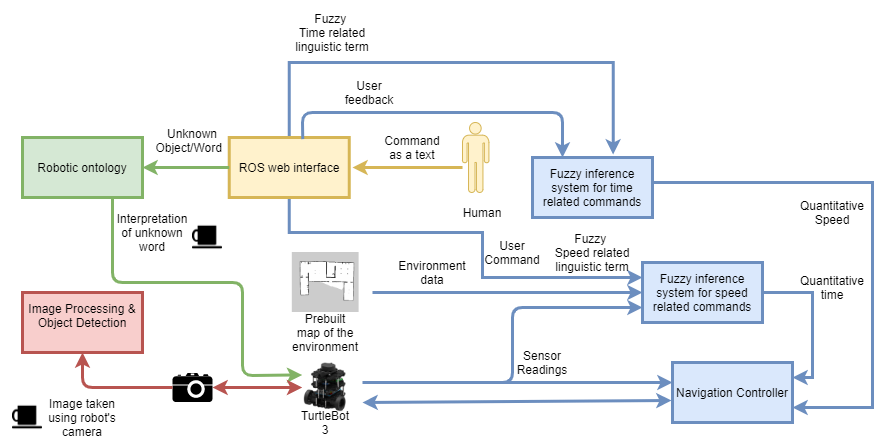 Fuzzy
Time related
linguistic term
User
feedback
Unknown
Object/Word
Command
as a text
Robotic ontology
ROS web interface
Fuzzy inference
system for time
related commands
Human
Quantitative
Speed
Interpretation
of unknown
word
User
Command
Fuzzy
Speed related
linguistic term
Environment
data
Fuzzy inference
system for speed
related commands
Quantitative
time
Image Processing &
Object Detection
Prebuilt
map of the
environment
Sensor
Readings
Navigation Controller
Image taken
using robot's
camera
TurtleBot
3